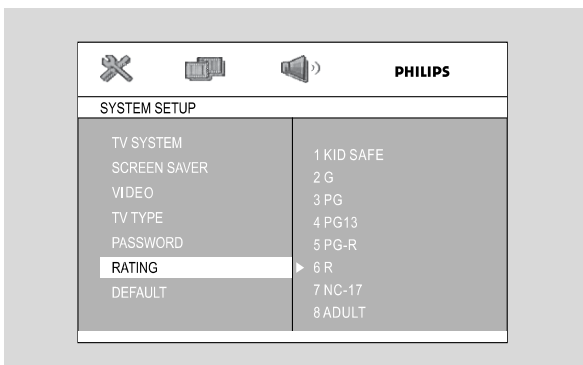 PHILIPS
SYSTEM SETUP
TV SYSTEM
SCREEN SAVER
VIDEO
TV TYPE
PASSWORD
RATING
DEFAULT
1 KID SAFE
2 G
3 PG
4 PG13
5 PG-R
6 R
7 NC-17
8 ADULT